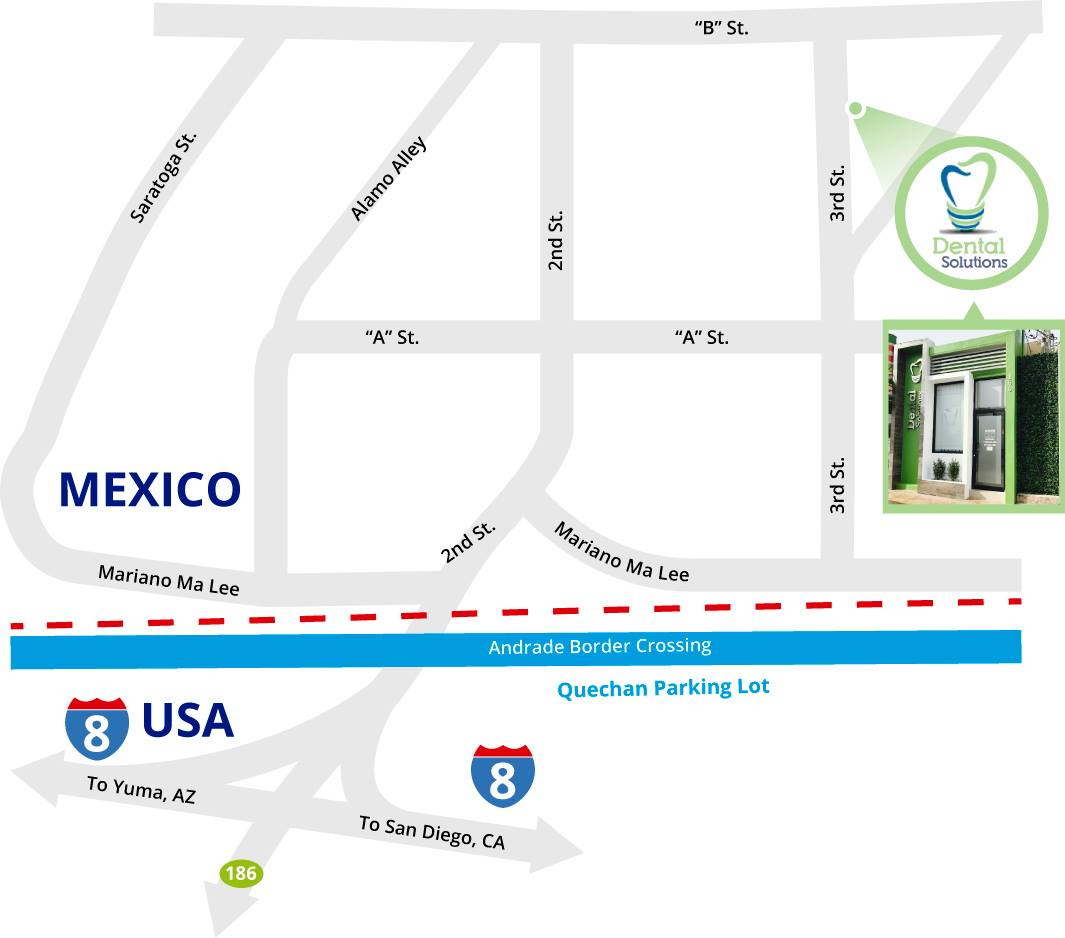 “B” St.
Saratoga St.
Alamo Alley
2nd St.
3rd St.
Dental
Solutions
“A” St.
“A” St.
Dental
MEXICO
3rd St.
2nd St.
Mariano Ma Lee
Mariano Ma Lee
Andrade Border Crossing
Quechan Parking Lot
8
USA
8
To Yuma, AZ
To San Diego, CA
186